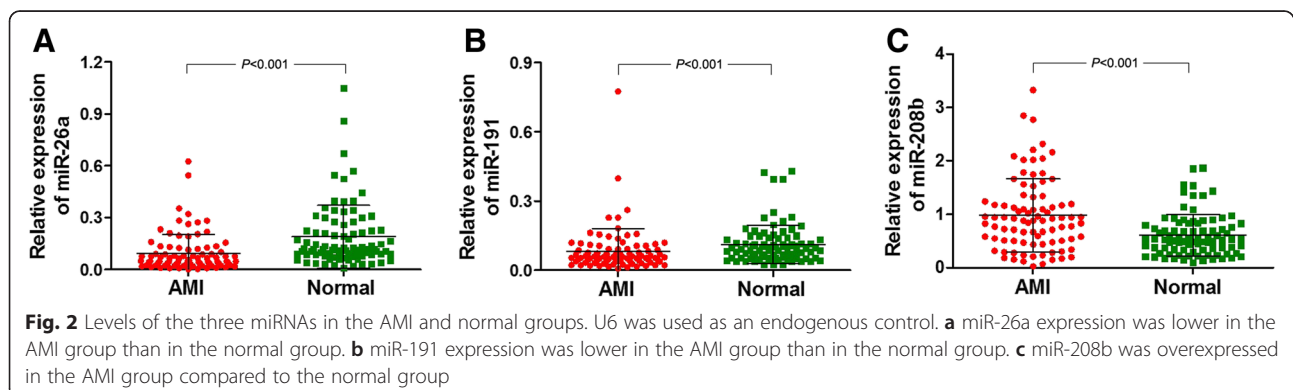 A
B
C
Relative expression
of miR-26a
1.2
0.9
0.6
0.3
0.0
P<0.001
AMI
Normal
Relative expression
of miR-191
0.9
0.6
0.3
0.0
P<0.001
AMI
Normal
Relative expression
of miR-208b
4
3
2
1
0
P<0.001
AMI
Normal
Fig. 2 Levels of the three miRNAs in the AMI and normal groups. U6 was used as an endogenous control. a miR-26a expression was lower in the
AMI group than in the normal group. b miR-191 expression was lower in the AMI group than in the normal group. c miR-208b was overexpressed
in the AMI group compared to the normal group